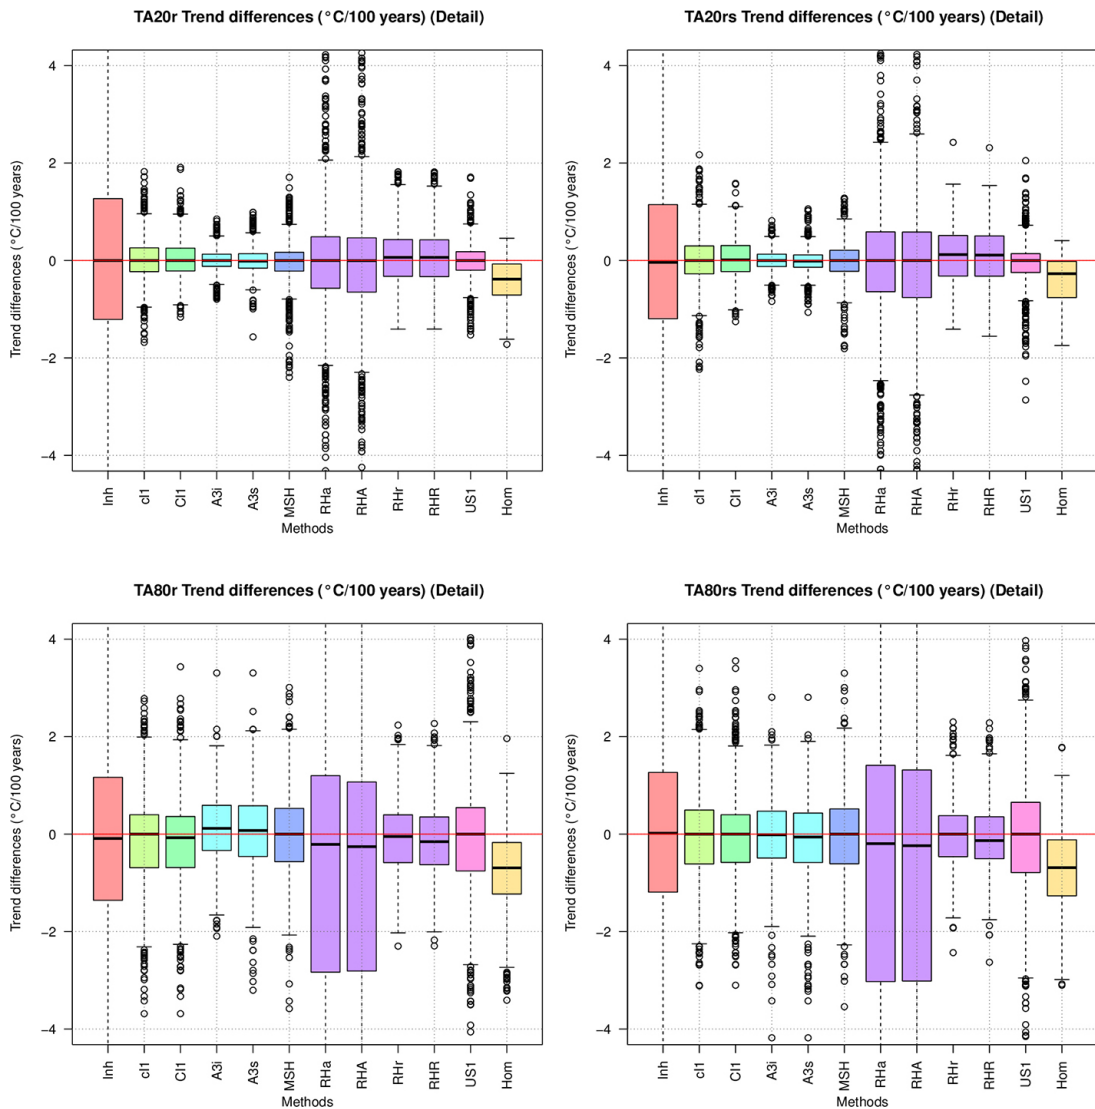 TA20r Trend differences (°C/100 years) (Detail)
Trend differences (°C/100 years)
4
2
0
−2
−4
Inh
cl1
Cl1
A3i
A3s
MSH
RHa
RHA
RHr
RHR
US1
Hom
Methods
TA20rs Trend differences (°C/100 years) (Detail)
Trend differences (°C/100 years)
4
2
0
−2
−4
Inh
cl1
Cl1
A3i
A3s
MSH
RHa
RHA
RHr
RHR
US1
Hom
Methods
TA80r Trend differences (°C/100 years) (Detail)
Trend differences (°C/100 years)
4
2
0
−2
−4
Inh
cl1
Cl1
A3i
A3s
MSH
RHa
RHA
RHr
RHR
US1
Hom
Methods
TA80rs Trend differences (°C/100 years) (Detail)
Trend differences (°C/100 years)
4
2
0
−2
−4
Inh
cl1
Cl1
A3i
A3s
MSH
RHa
RHA
RHr
RHR
US1
Hom
Methods